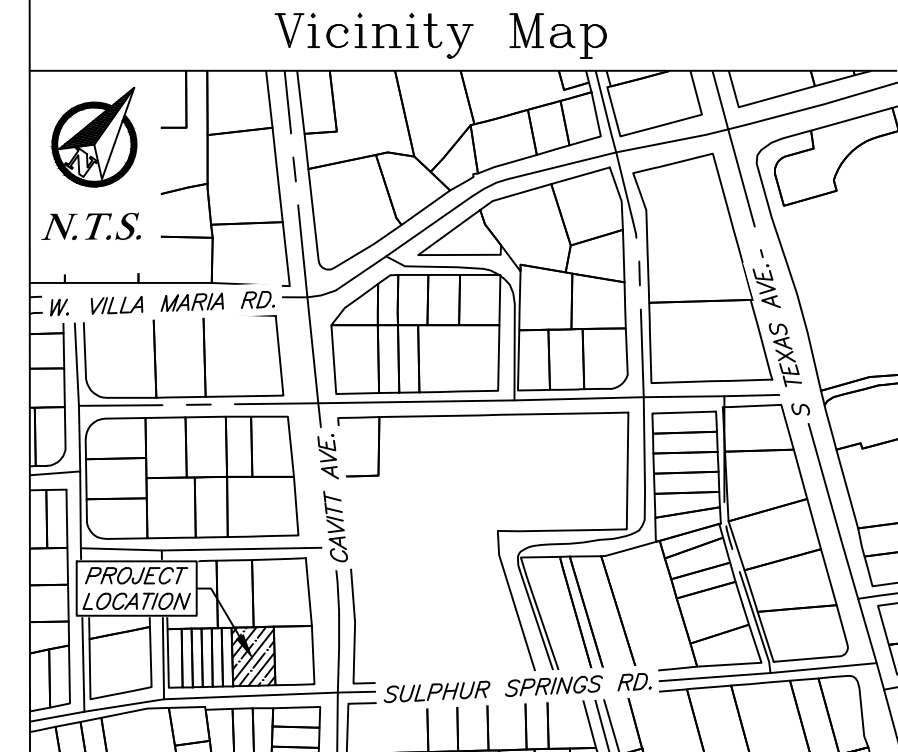 Vicinity Map
N
N.T.S.
W. VILLA MARIA RD.
S TEXAS AVE.
CAVITT AVE.
PROJECT
LOCATION
SULPHUR SPRINGS RD.